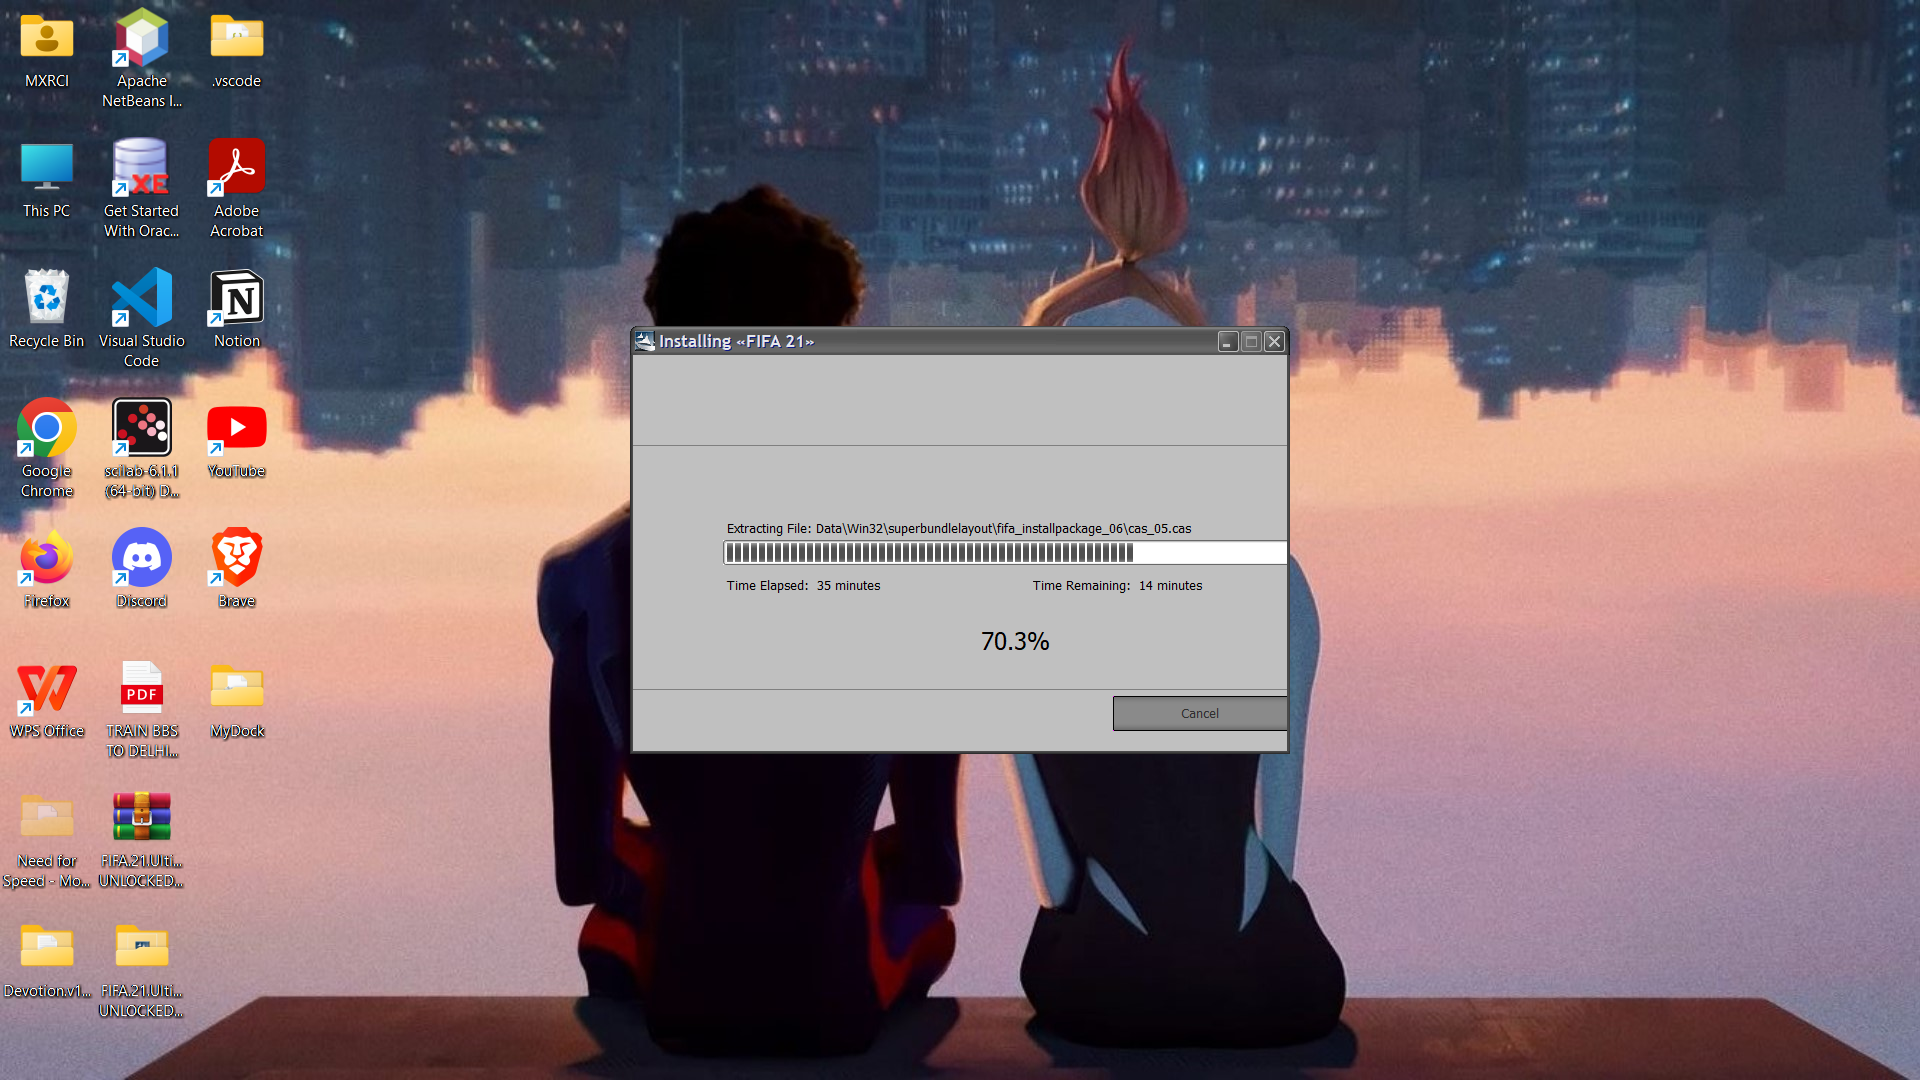 MXRCI
Apache
NetBeans I...
.vscode
This PC
XE
Get Started
With Orac...
Adobe
Acrobat
Recycle Bin
Visual Studio
Code
N
Notion
Google
Chrome
scilab-6.1.1
(64-bit) D...
YouTube
Firefox
Discord
Brave
W
WPS Office
PDF
TRAIN BBS
TO DELHI...
MyDock
Need for
Speed - Mo...
FIFA.21.Ulti...
UNLOCKED...
Devotion.v1...
FIFA.21.Ulti...
UNLOCKED...
Installing «FIFA 21»
Extracting File: Data\Win32\superbundlelayout\fifa_installpackage_06\cas_05.cas
Time Elapsed: 35 minutes
Time Remaining: 14 minutes
70.3%
Cancel